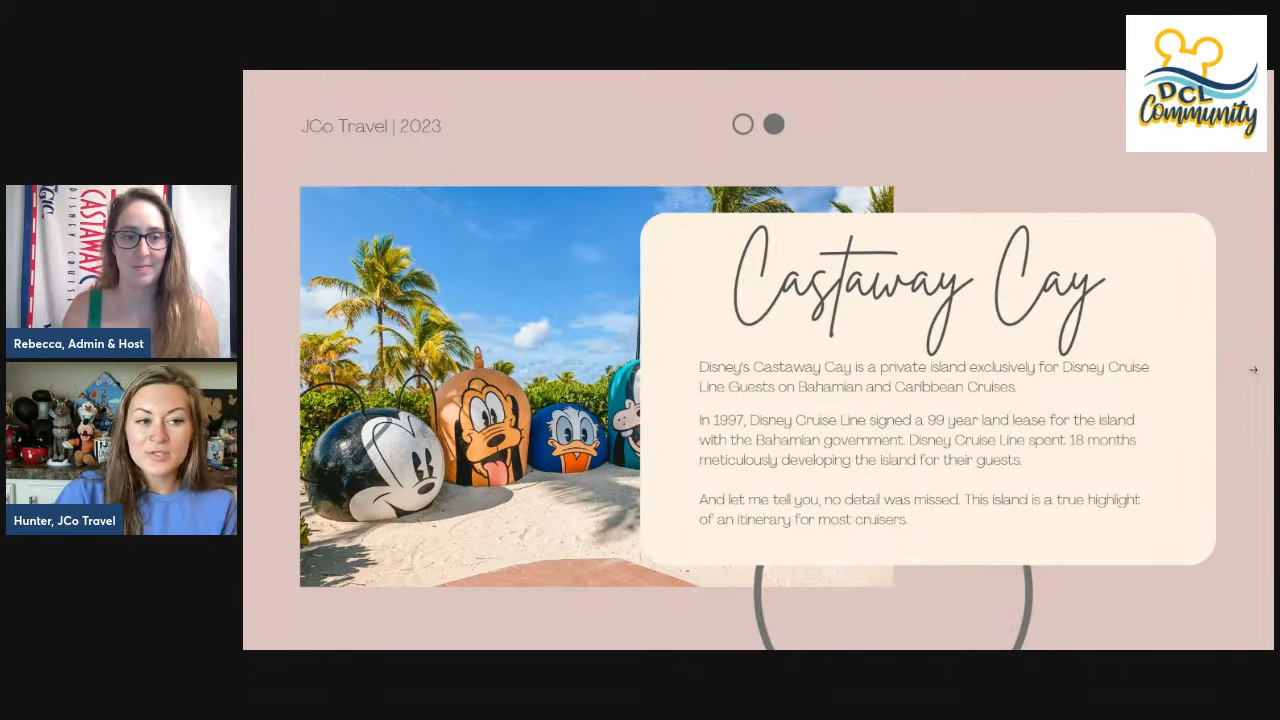 JCo Travel | 2023
DCL
Community
CASTAWAY
DISNEY CRUISE
Rebecca, Admin & Host
Hunter, JCo Travel
Castaway Cay
Disney's Castaway Cay is a private island exclusively for Disney Cruise
Line Guests on Bahamian and Caribbean Cruises.
In 1997, Disney Cruise Line signed a 99 year land lease for the island
with the Bahamian government. Disney Cruise Line spent 18 months
meticulously developing the island for their guests.
And let me tell you, no detail was missed. This island is a true highlight
of an itinerary for most cruisers.